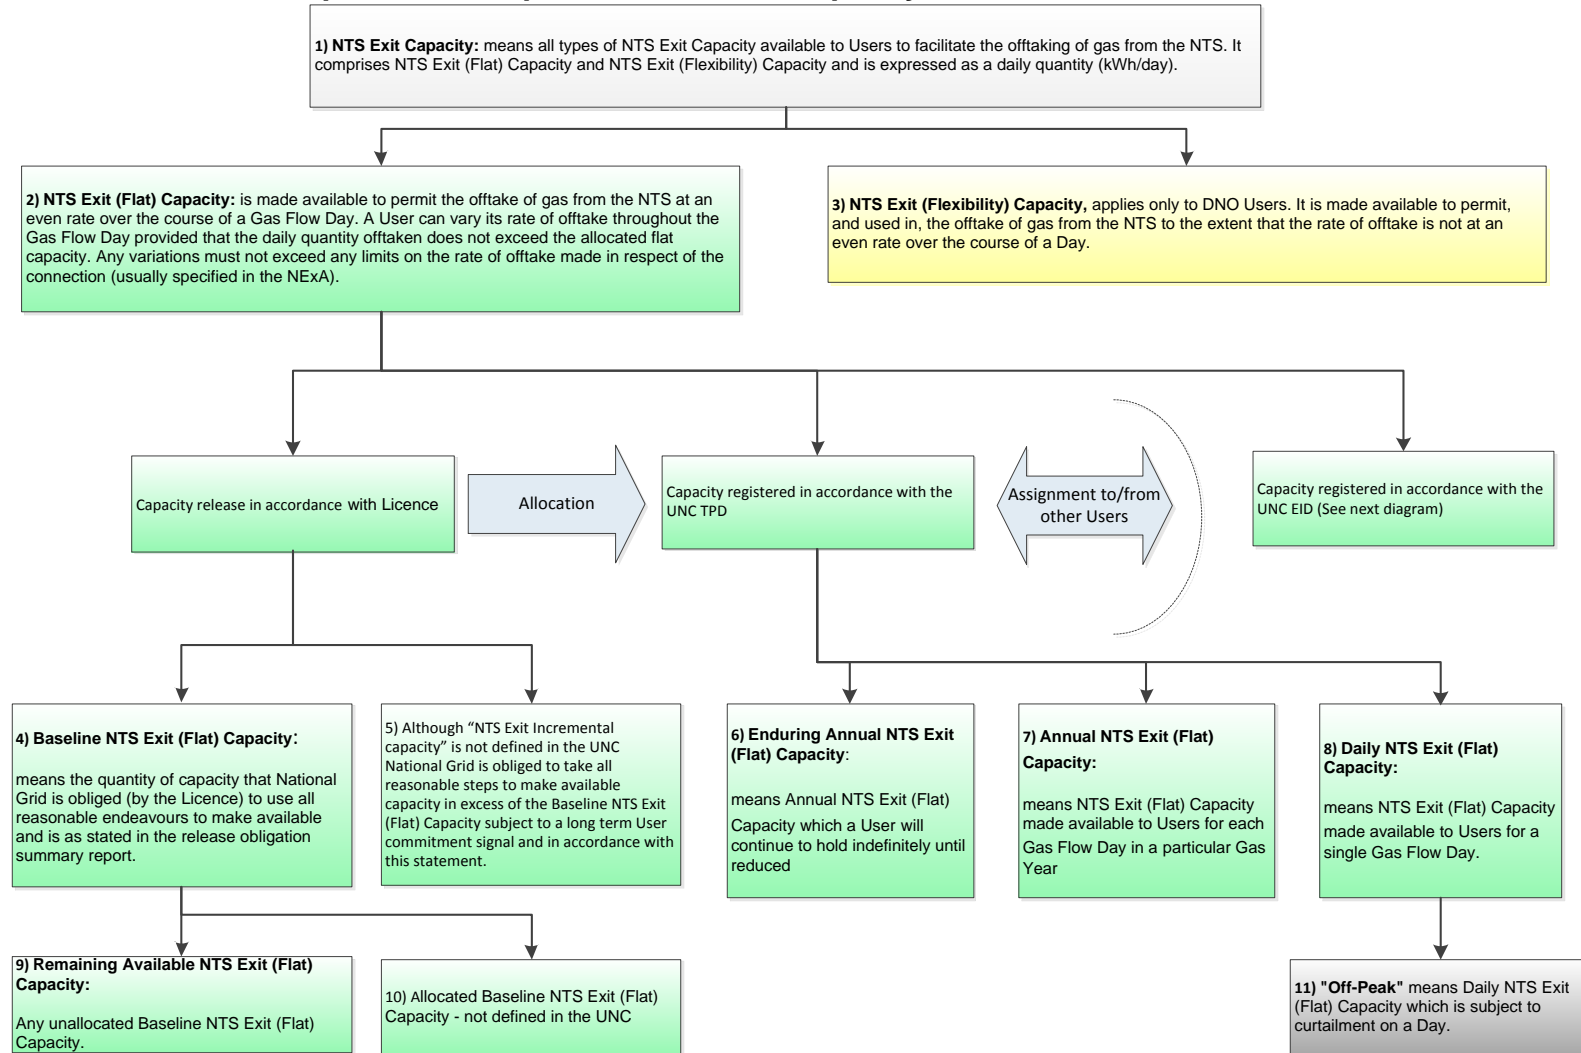 1) NTS Exit Capacity: means all types of NTS Exit Capacity available to Users to facilitate the offtaking of gas from the NTS. It
comprises NTS Exit (Flat) Capacity and NTS Exit (Flexibility) Capacity and is expressed as a daily quantity (kWh/day).
2) NTS Exit (Flat) Capacity: is made available to permit the offtake of gas from the NTS at an
even rate over the course of a Gas Flow Day. A User can vary its rate of offtake throughout the
Gas Flow Day provided that the daily quantity offtaken does not exceed the allocated flat
capacity. Any variations must not exceed any limits on the rate of offtake made in respect of the
connection (usually specified in the NExA).
3) NTS Exit (Flexibility) Capacity, applies only to DNO Users. It is made available to permit,
and used in, the offtake of gas from the NTS to the extent that the rate of offtake is not at an
even rate over the course of a Day.
Capacity release in accordance with Licence
Allocation
Capacity registered in accordance with the
UNC TPD
Assignment to/from
other Users
Capacity registered in accordance with the
UNC EID (See next diagram)
4) Baseline NTS Exit (Flat) Capacity:
means the quantity of capacity that National
Grid is obliged (by the Licence) to use all
reasonable endeavours to make available
and is as stated in the release obligation
summary report.
5) Although “NTS Exit Incremental
capacity” is not defined in the UNC
National Grid is obliged to take all
reasonable steps to make available
capacity in excess of the Baseline NTS Exit
(Flat) Capacity subject to a long term User
commitment signal and in accordance with
this statement.
6) Enduring Annual NTS Exit
(Flat) Capacity:
means Annual NTS Exit (Flat)
Capacity which a User will
continue to hold indefinitely until
reduced
7) Annual NTS Exit (Flat)
Capacity:
means NTS Exit (Flat) Capacity
made available to Users for each
Gas Flow Day in a particular Gas
Year
8) Daily NTS Exit (Flat)
Capacity:
means NTS Exit (Flat) Capacity
made available to Users for a
single Gas Flow Day.
9) Remaining Available NTS Exit (Flat)
Capacity:
Any unallocated Baseline NTS Exit (Flat)
Capacity.
10) Allocated Baseline NTS Exit (Flat)
Capacity - not defined in the UNC
11) "Off-Peak" means Daily NTS Exit
(Flat) Capacity which is subject to
curtailment on a Day.